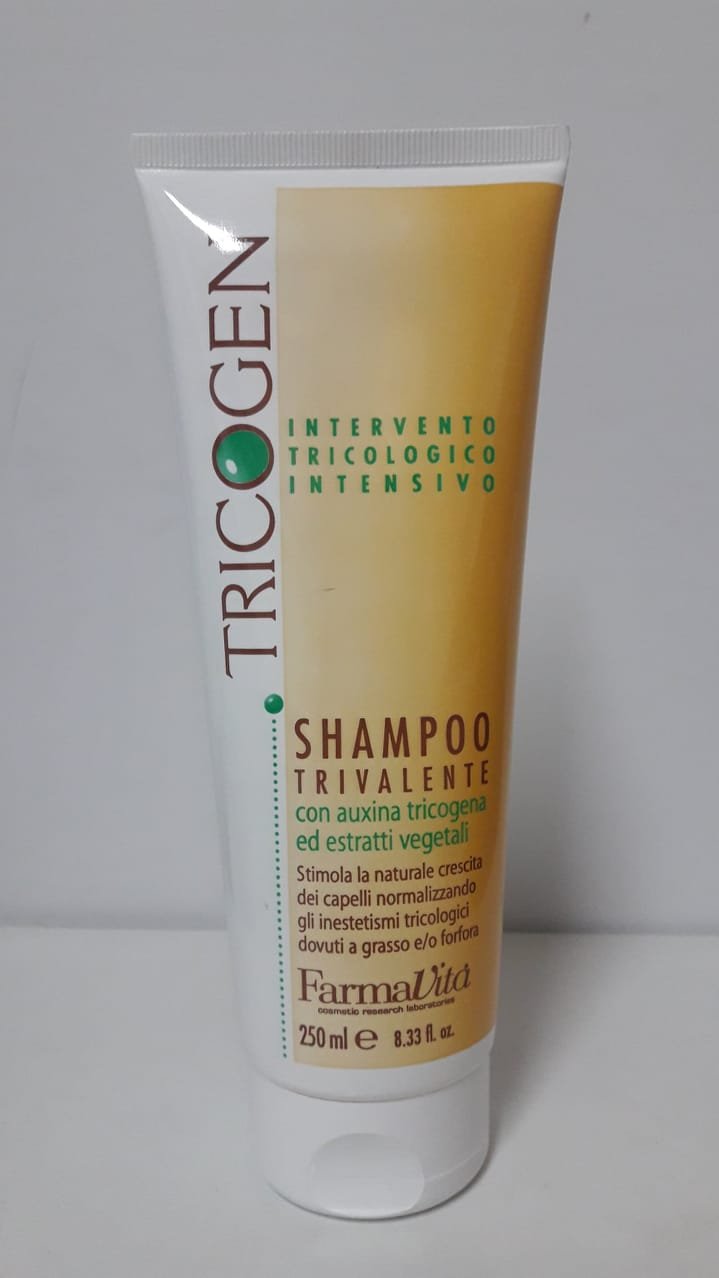 TRICOGEN
INTERVENTO
TRICOLOGICO
INTENSIVO
SHAMPOO
TRIVALENTE
con auxina tricogena
ed estratti vegetali
Stimola la naturale crescita
dei capelli normalizzando
gli inestetismi tricologici
dovuti a grasso e/o forfora
FarmaVita
cosmetic research laboratories
250 ml e 8.33 fl. oz.